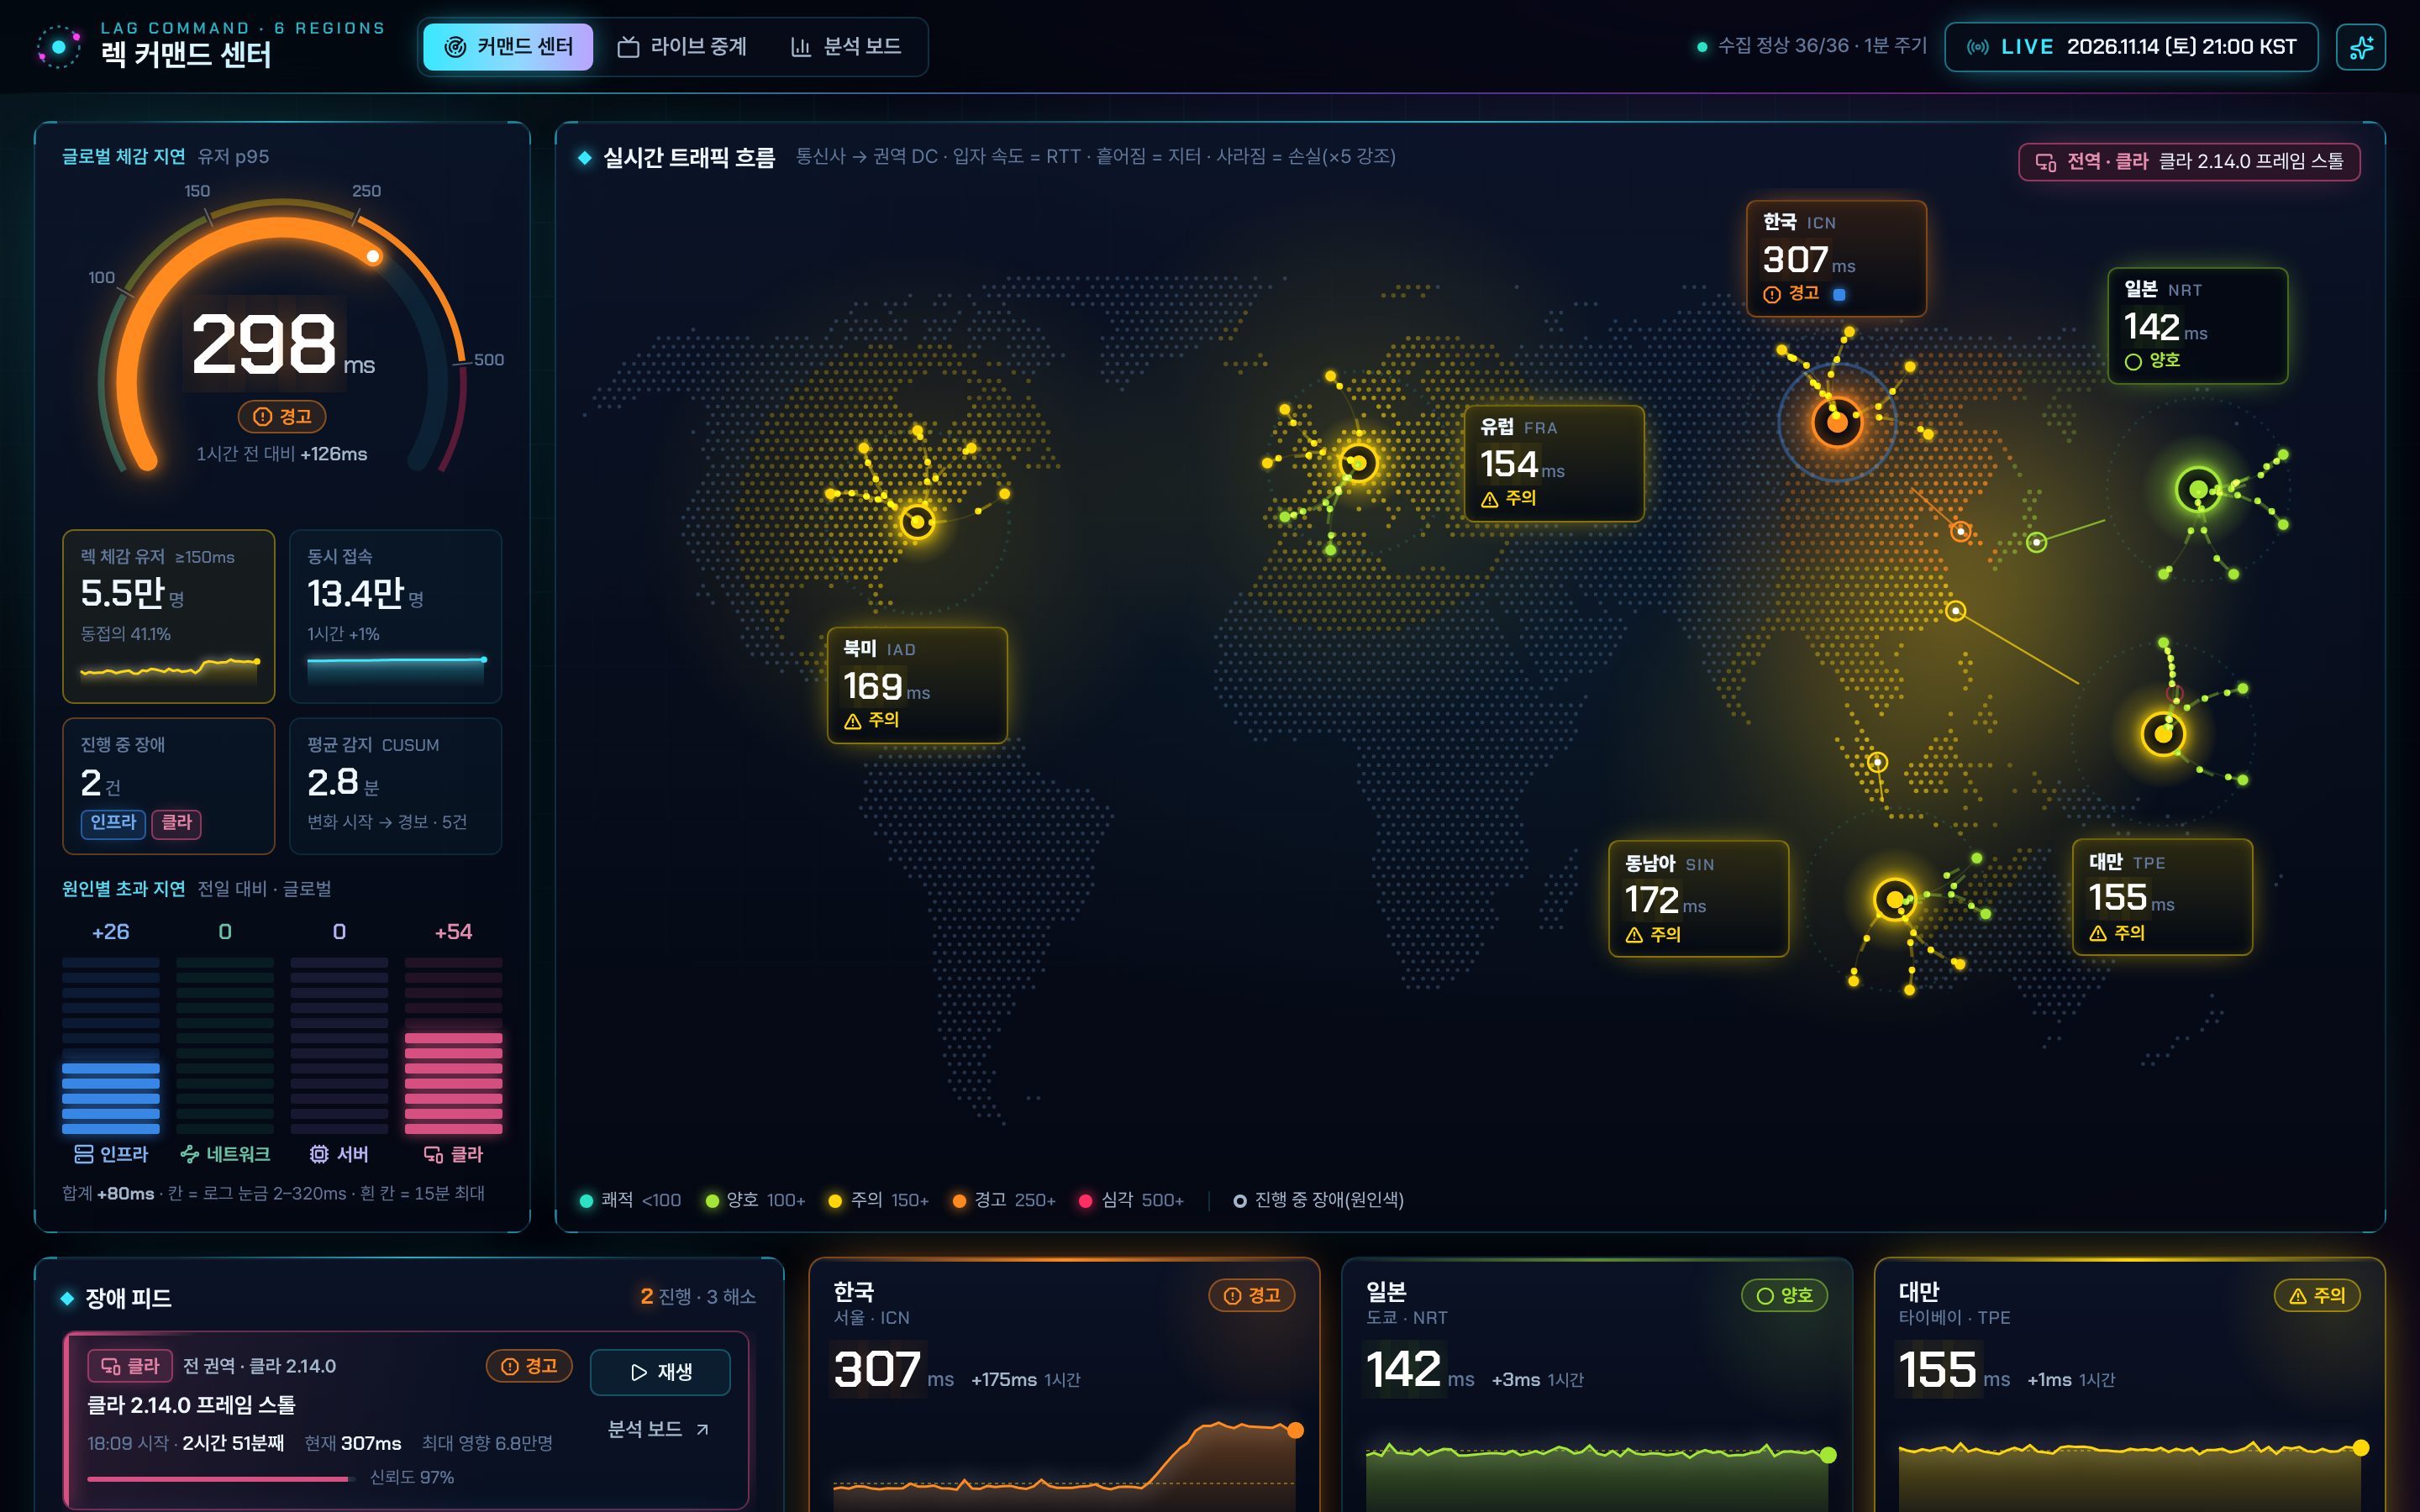 LAG COMMAND · 6 REGIONS
렉 커맨드 센터
커맨드 센터
라이브 중계
분석 보드
수집 정상 36/36 · 1분 주기
LIVE 2026.11.14 (토) 21:00 KST
글로벌 체감 지연 유저 p95
150
250
100
500
298 ms
경고
1시간 전 대비 +126ms
렉 체감 유저 ≥150ms
5.5만 명
동접의 41.1%
동시 접속
13.4만 명
1시간 +1%
진행 중 장애
2 건
인프라 클라
평균 감지 CUSUM
2.8 분
변화 시작 → 경보 · 5건
원인별 초과 지연 전일 대비 · 글로벌
+26 0 0 +54
인프라 네트워크 서버 클라
합계 +80ms · 칸 = 로그 눈금 2–320ms · 흰 칸 = 15분 최대
실시간 트래픽 흐름 통신사 → 권역 DC · 입자 속도 = RTT · 흩어짐 = 지터 · 사라짐 = 손실(×5 강조)
전역 · 클라 클라 2.14.0 프레임 스톨
한국 ICN
307 ms
경고
일본 NRT
142 ms
양호
유럽 FRA
154 ms
주의
북미 IAD
169 ms
주의
동남아 SIN
172 ms
주의
대만 TPE
155 ms
주의
쾌적 <100 양호 100+ 주의 150+ 경고 250+ 심각 500+ 진행 중 장애(원인색)
장애 피드
2 진행 · 3 해소
클라 전 권역 · 클라 2.14.0
경고
재생
클라 2.14.0 프레임 스톨
분석 보드
18:09 시작 · 2시간 51분째 현재 307ms 최대 영향 6.8만명
신뢰도 97%
한국
서울 · ICN
경고
307 ms +175ms 1시간
일본
도쿄 · NRT
양호
142 ms +3ms 1시간
대만
타이베이 · TPE
주의
155 ms +1ms 1시간